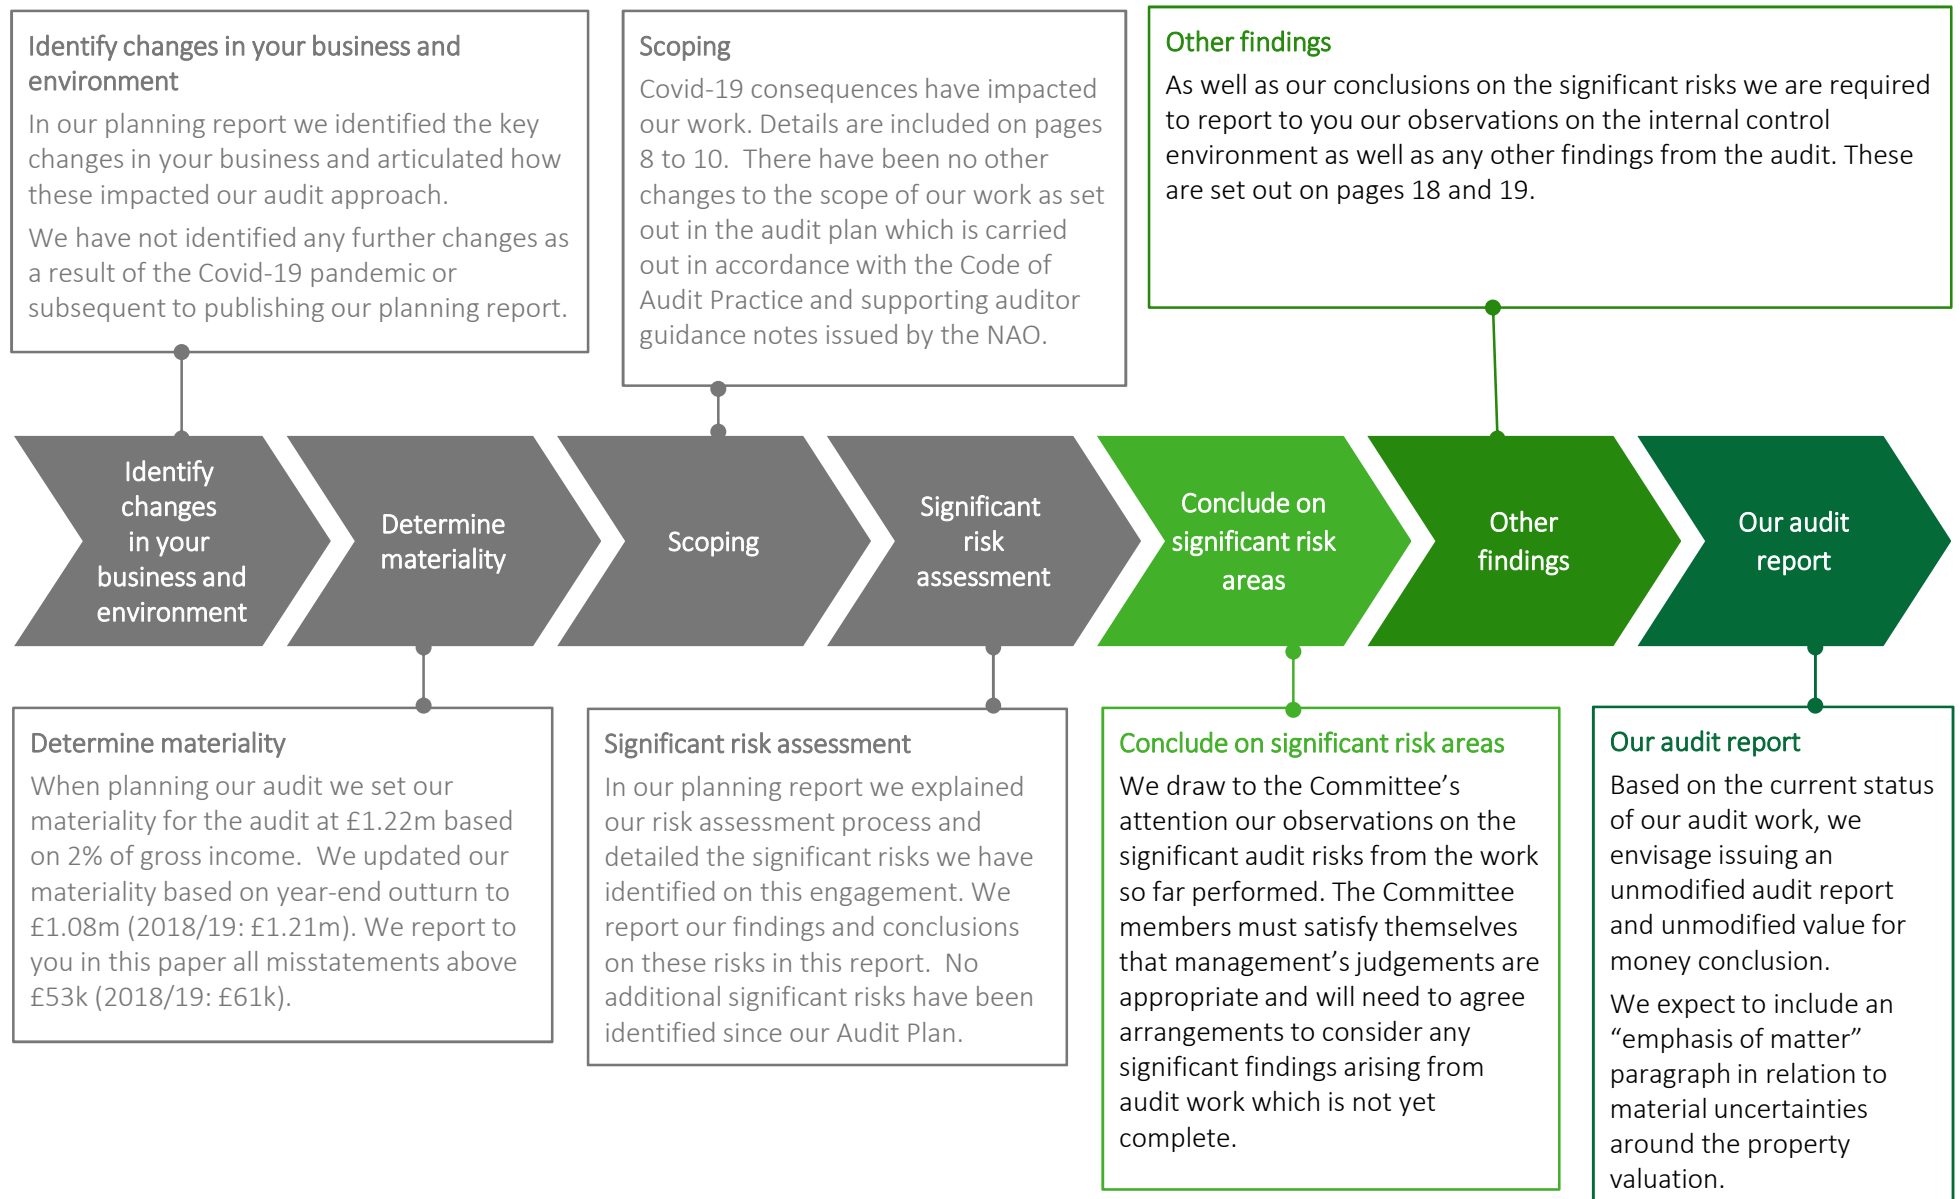 Identify changes in your business and
environment
In our planning report we identified the key
changes in your business and articulated how
these impacted our audit approach.
We have not identified any further changes as
a result of the Covid-19 pandemic or
subsequent to publishing our planning report.
Scoping
Covid-19 consequences have impacted
our work. Details are included on pages
8 to 10.  There have been no other
changes to the scope of our work as set
out in the audit plan which is carried
out in accordance with the Code of
Audit Practice and supporting auditor
guidance notes issued by the NAO.
Other findings
As well as our conclusions on the significant risks we are required
to report to you our observations on the internal control
environment as well as any other findings from the audit. These
are set out on pages 18 and 19.
Identify
changes
in your
business and
environment
Determine
materiality
Scoping
Significant
risk
assessment
Conclude on
significant risk
areas
Other
findings
Our audit
report
Determine materiality
When planning our audit we set our
materiality for the audit at £1.22m based
on 2% of gross income.  We updated our
materiality based on year-end outturn to
£1.08m (2018/19: £1.21m). We report to
you in this paper all misstatements above
£53k (2018/19: £61k).
Significant risk assessment
In our planning report we explained
our risk assessment process and
detailed the significant risks we have
identified on this engagement. We
report our findings and conclusions
on these risks in this report.  No
additional significant risks have been
identified since our Audit Plan.
Conclude on significant risk areas
We draw to the Committee’s
attention our observations on the
significant audit risks from the work
so far performed. The Committee
members must satisfy themselves
that management’s judgements are
appropriate and will need to agree
arrangements to consider any
significant findings arising from
audit work which is not yet
complete.
Our audit report
Based on the current status
of our audit work, we
envisage issuing an
unmodified audit report
and unmodified value for
money conclusion.
We expect to include an
“emphasis of matter”
paragraph in relation to
material uncertainties
around the property
valuation.